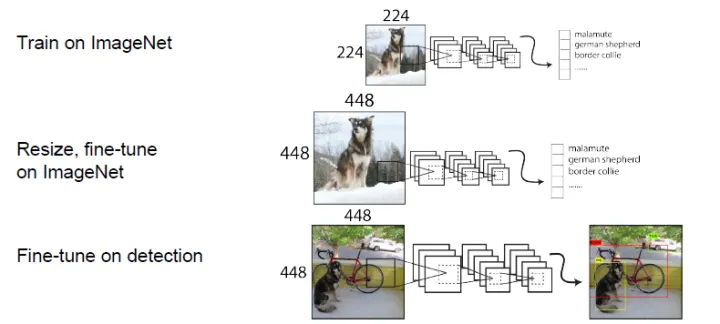 Train on ImageNet
224
224
malamute
german shepherd
border collie
......
Resize, fine-tune
on ImageNet
448
448
malamute
german shepherd
border collie
......
Fine-tune on detection
448
448